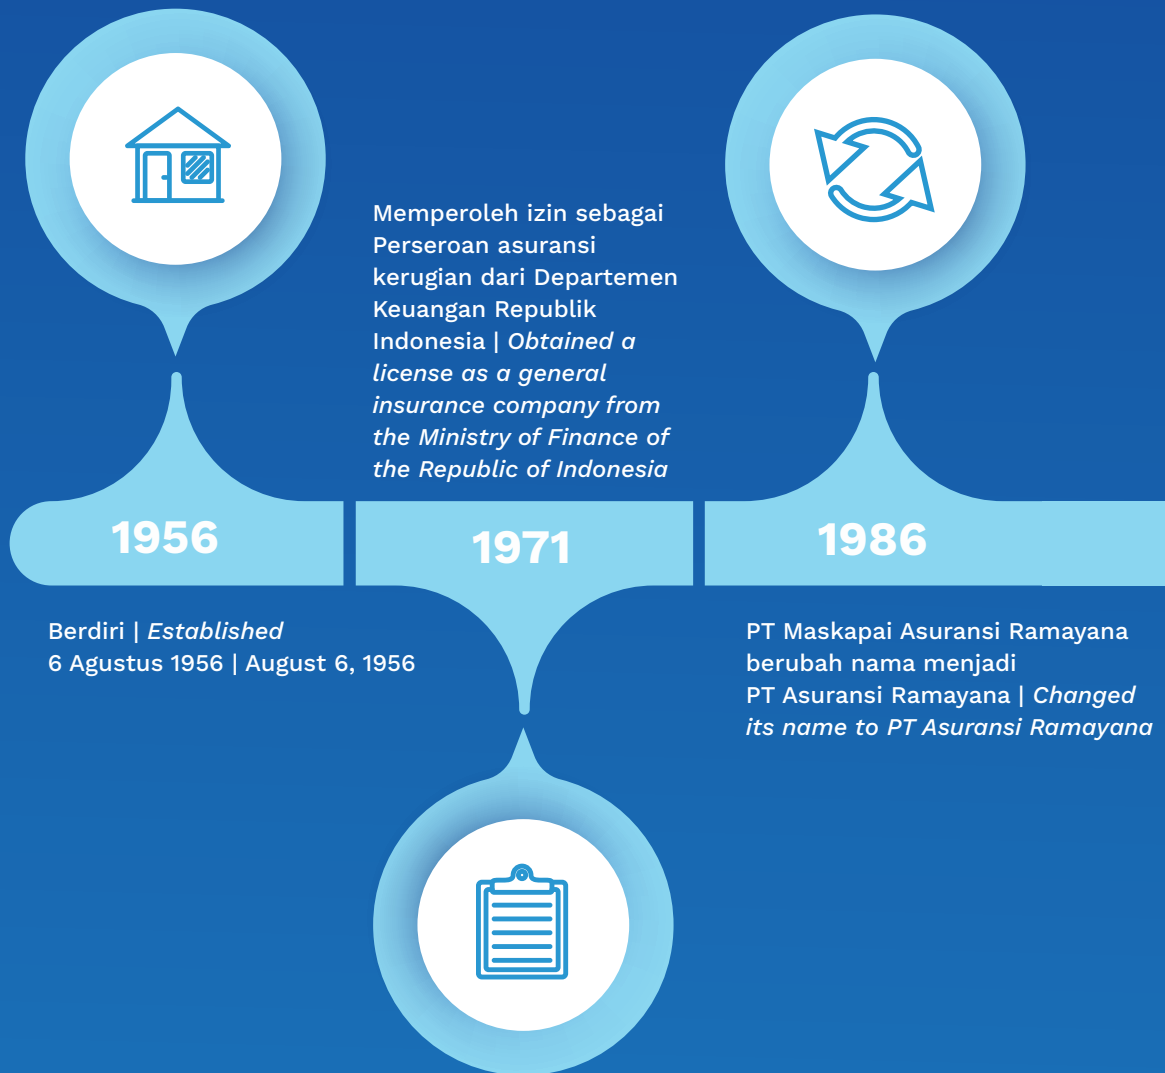 1956
Berdiri | Established
6 Agustus 1956 | August 6, 1956
Memperoleh izin sebagai
Perseroan asuransi
kerugian dari Departemen
Keuangan Republik
Indonesia | Obtained a
license as a general
insurance company from
the Ministry of Finance of
the Republic of Indonesia
1971
1986
PT Maskapai Asuransi Ramayana
berubah nama menjadi
PT Asuransi Ramayana | Changed
its name to PT Asuransi Ramayana